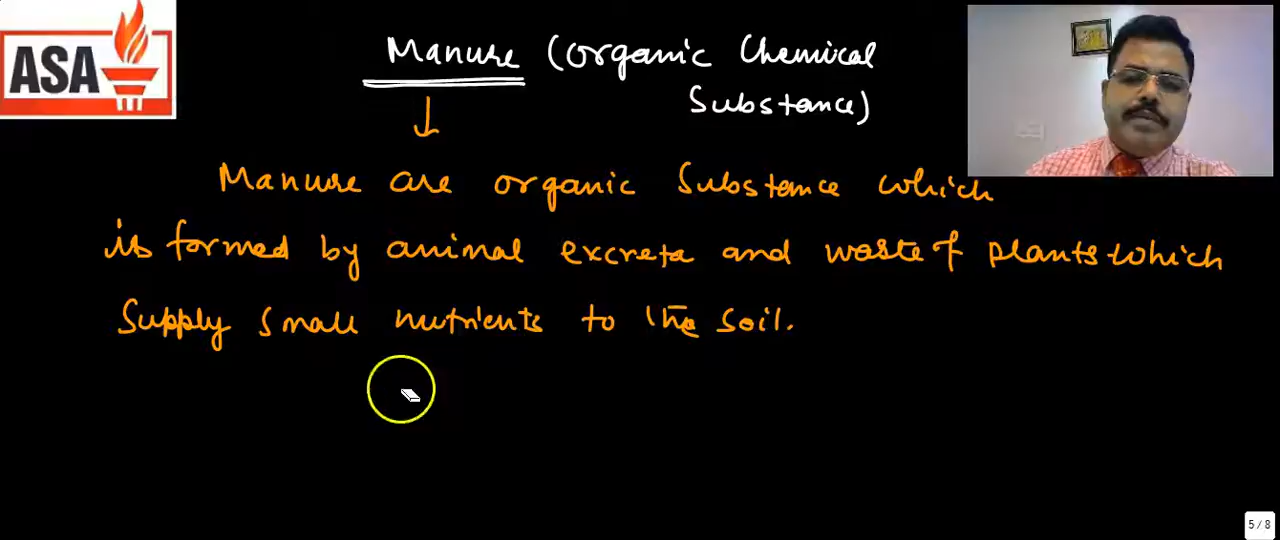 ASA
Manure (organic Chemical
Substance)
Manure are organic Substance which
is formed by animal excreta and waste of plants which
Supply small nutrients to the soil.
5 / 8